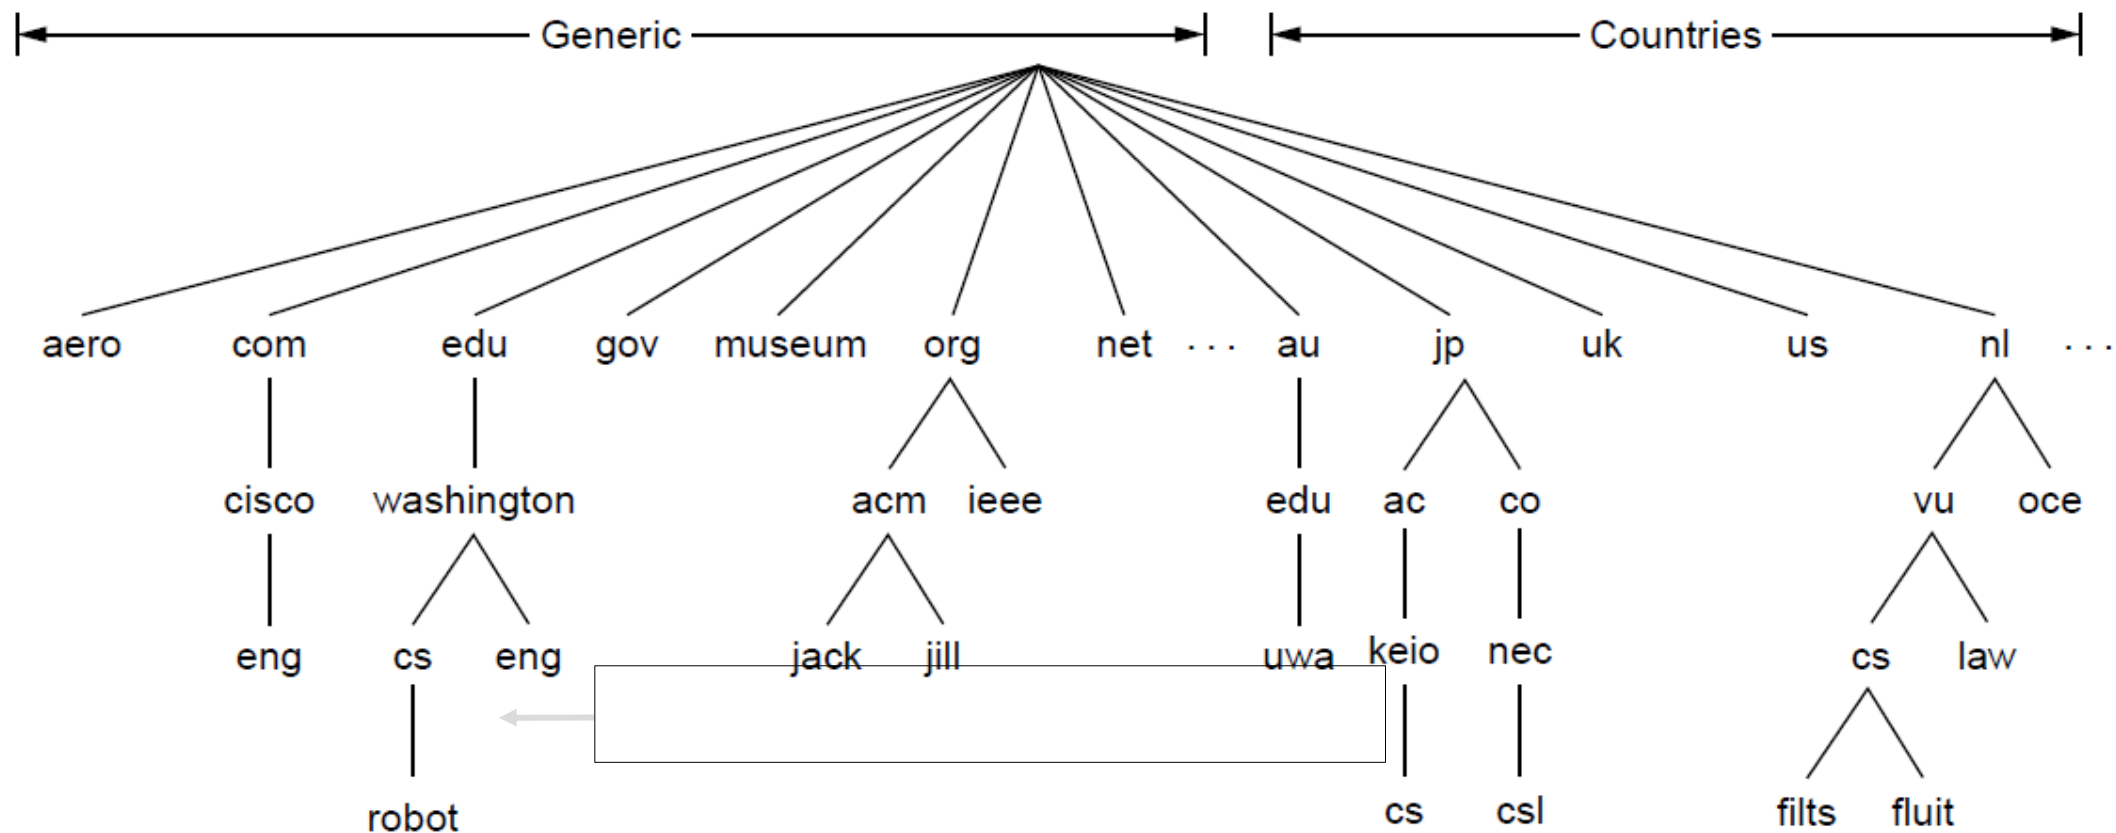 Generic Countries
aero com edu gov museum org net ... au jp uk us nl ...
cisco washington acm ieee edu ac co vu oce
eng cs eng jack jill uwa keio nec cs law
robot cs csl filts fluit